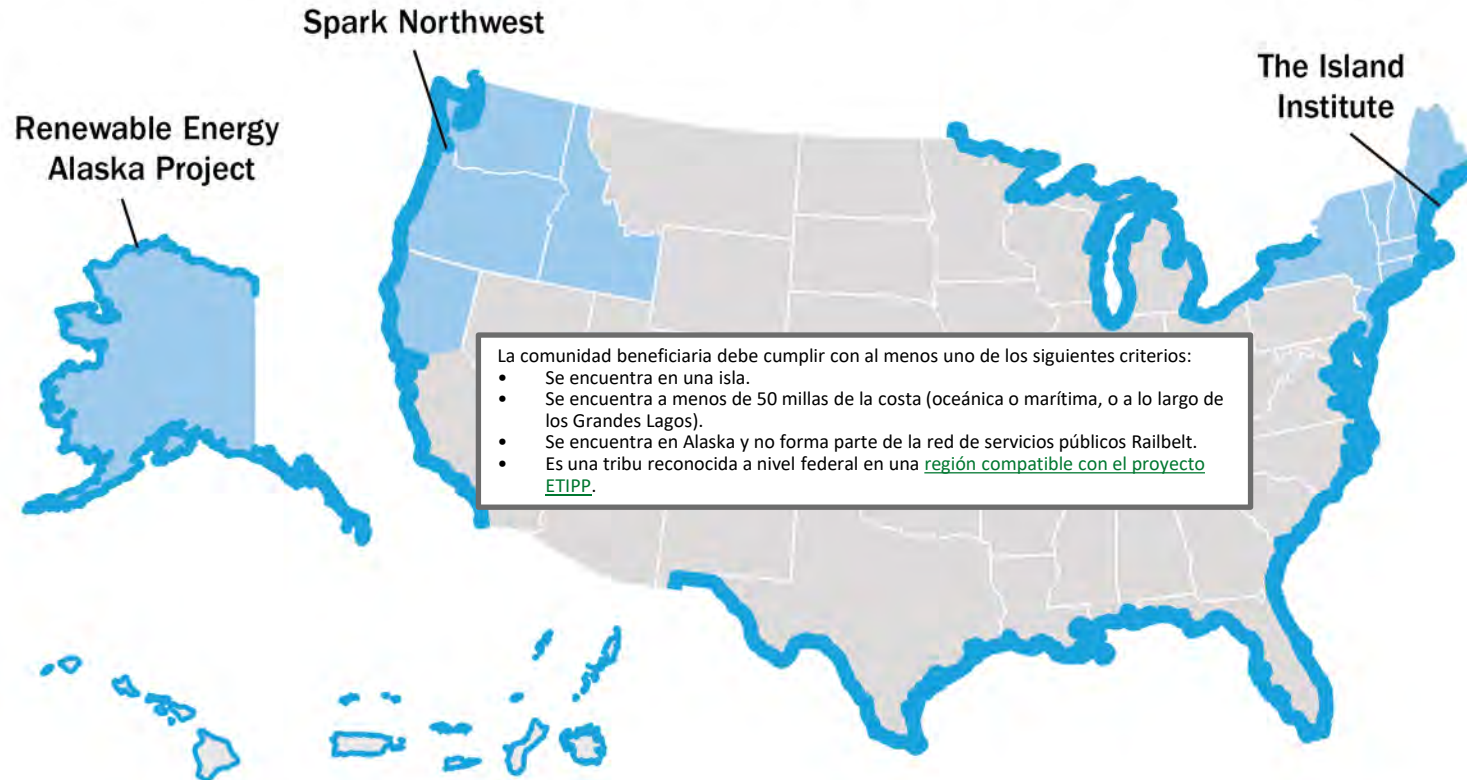 Spark Northwest
The Island
Institute
Renewable Energy
Alaska Project
La comunidad beneficiaria debe cumplir con al menos uno de los siguientes criterios:
• Se encuentra en una isla.
• Se encuentra a menos de 50 millas de la costa (oceánica o marítima, o a lo largo de
los Grandes Lagos).
• Se encuentra en Alaska y no forma parte de la red de servicios públicos Railbelt.
• Es una tribu reconocida a nivel federal en una región compatible con el proyecto
ETIPP.